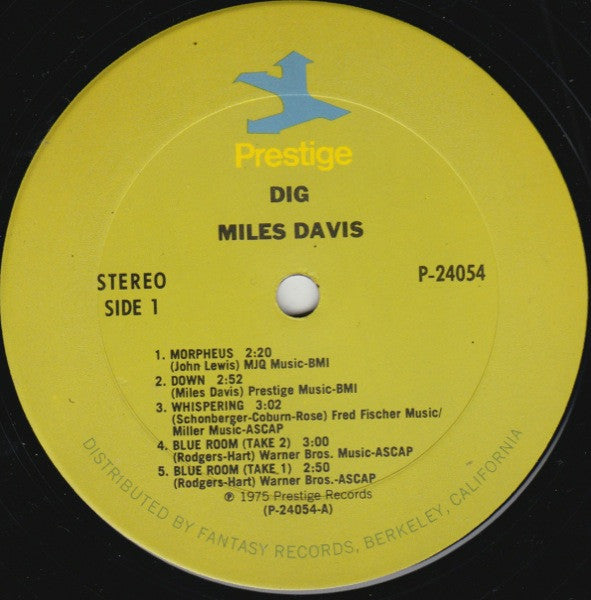 Prestige
DIG
MILES DAVIS
STEREO
SIDE 1
P-24054
1. MORPHEUS 2:20
(John Lewis) MJQ Music-BMI
2. DOWN 2:52
(Miles Davis) Prestige Music-BMI
3. WHISPERING 3:02
(Schonberger-Coburn-Rose) Fred Fischer Music/
Miller Music-ASCAP
4. BLUE ROOM (TAKE 2) 3:00
(Rodgers-Hart) Warner Bros. Music-ASCAP
5. BLUE ROOM (TAKE 1) 2:50
(Rodgers-Hart) Warner Bros.-ASCAP
℗ 1975 Prestige Records
(P-24054-A)
DISTRIBUTED BY FANTASY RECORDS, BERKELEY, CALIFORNIA